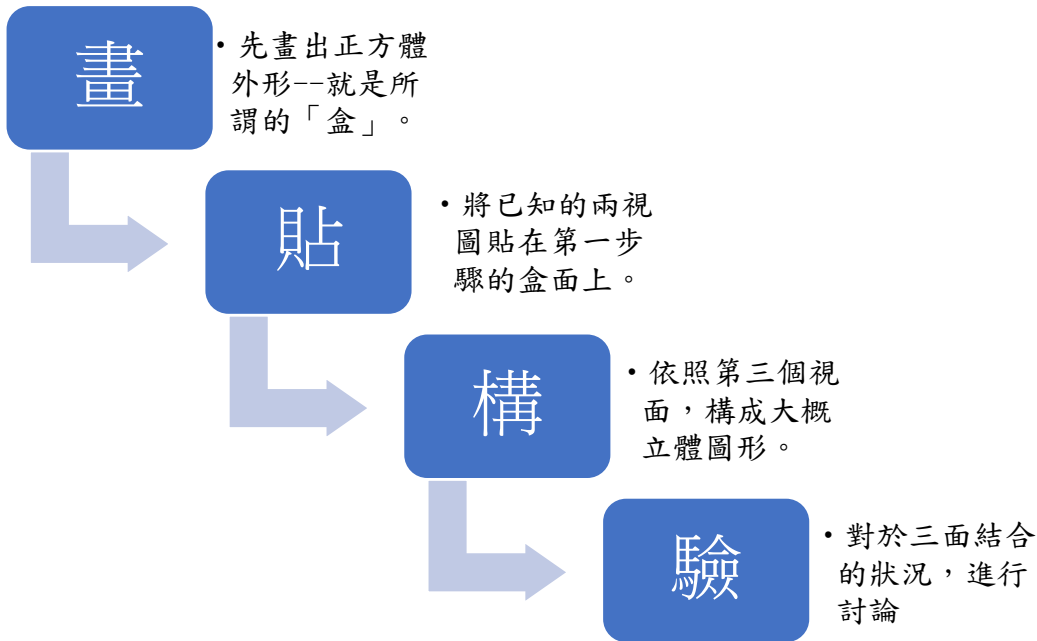 畫
•先畫出正方體
外形--就是所
謂的「盒」。
貼
•將已知的兩視
圖貼在第一步
驟的盒面上。
構
•依照第三個視
面，構成大概
立體圖形。
驗
•對於三面結合
的狀況，進行
討論